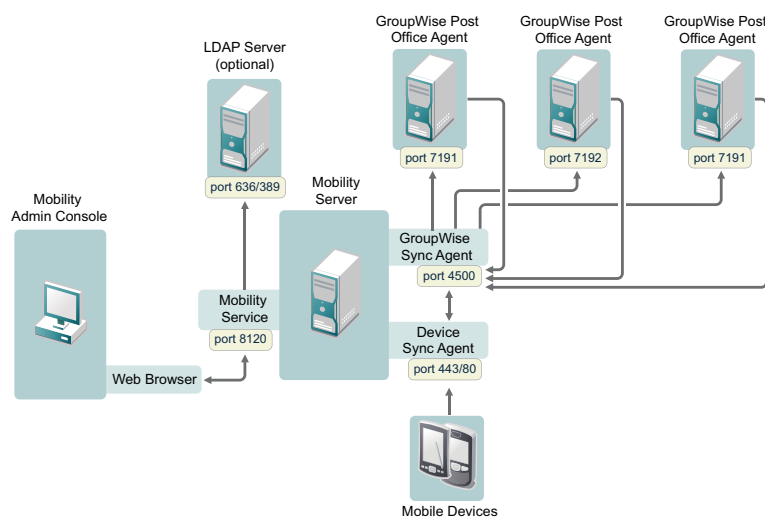 GroupWise Post
Office Agent
GroupWise Post
Office Agent
GroupWise Post
Office Agent
LDAP Server
(optional)
port 7191
port 7192
port 7191
port 636/389
Mobility
Server
Mobility
Admin Console
GroupWise
Sync Agent
port 4500
Mobility
Service
port 8120
Device
Sync Agent
port 443/80
Web Browser
Mobile Devices